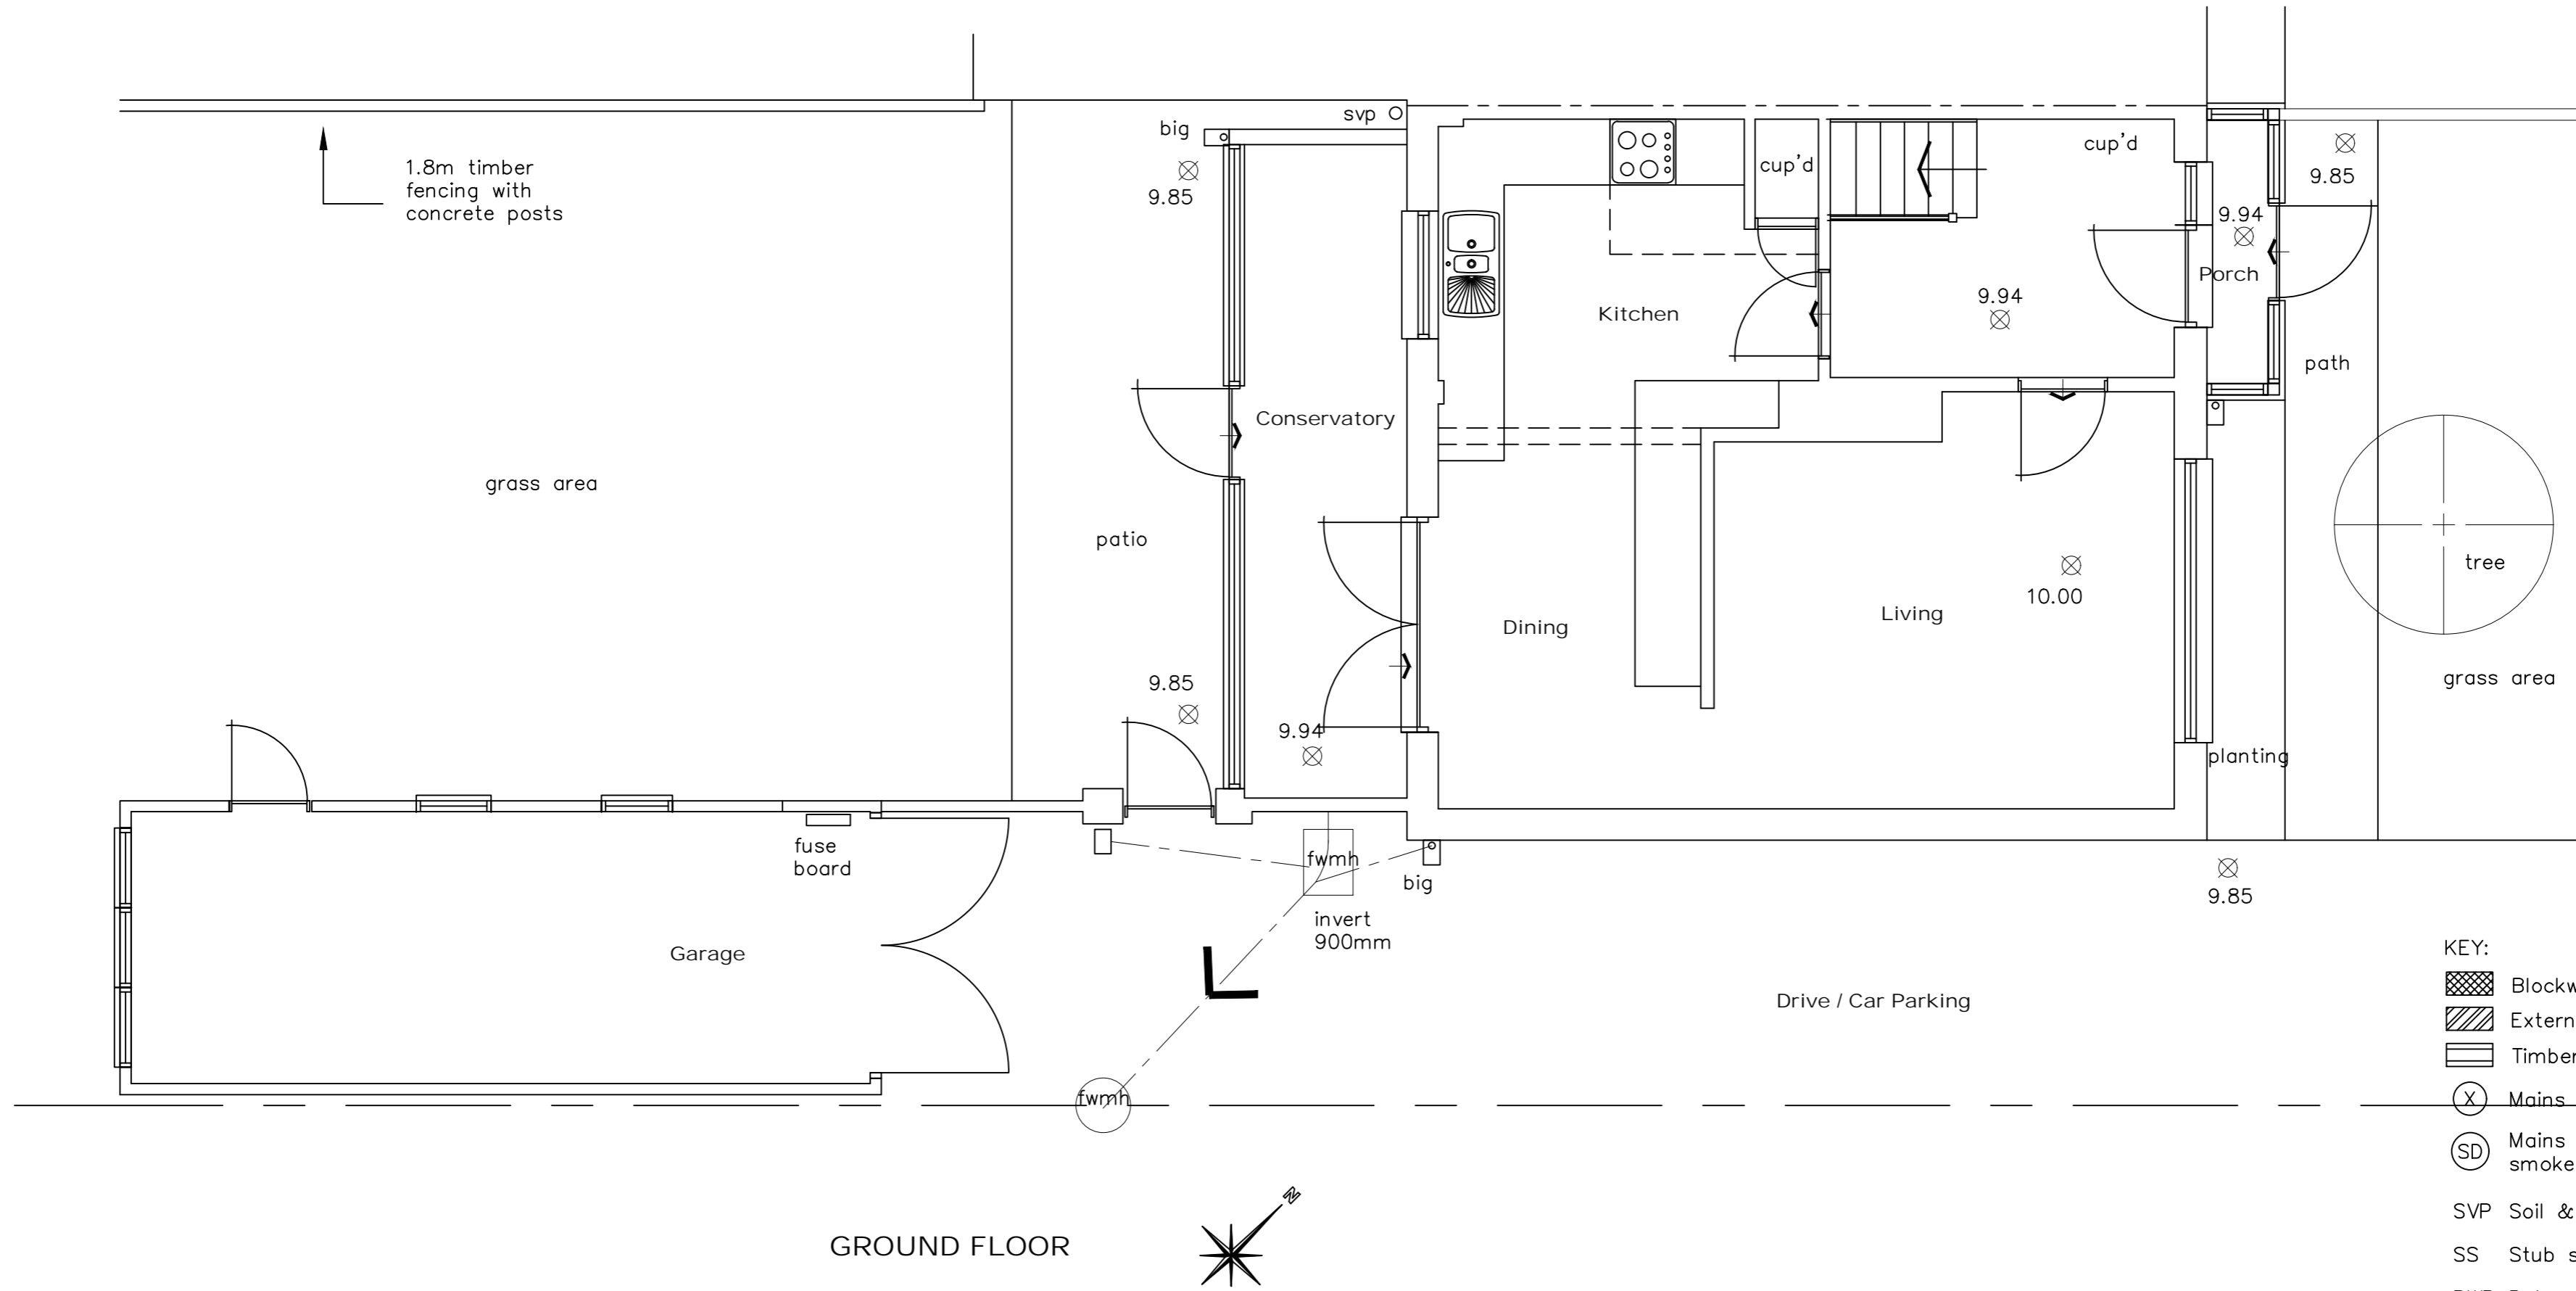 svp
big
9.85
1.8m timber
fencing with
concrete posts
cup'd
cup'd
9.85
9.94
Porch
9.94
Kitchen
path
Conservatory
grass area
patio
tree
10.00
Living
Dining
grass area
9.85
9.94
planting
fuse
board
fwmh
big
9.85
invert
900mm
Garage
Drive / Car Parking
KEY:
Blockw
Extern
Timber
X Mains
fwmh
SD Mains
smoke
N
SVP Soil &
GROUND FLOOR
SS Stub s